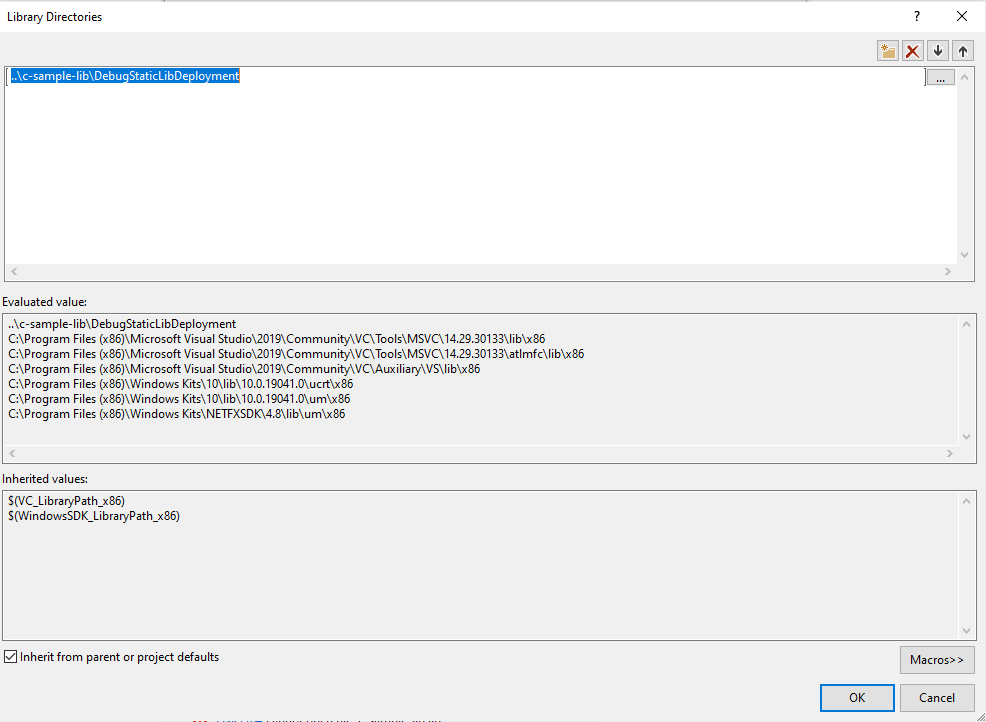 Library Directories
?
..\c-sample-lib\DebugStaticLibDeployment
...
Evaluated value:
..\c-sample-lib\DebugStaticLibDeployment
C:\Program Files (x86)\Microsoft Visual Studio\2019\Community\VC\Tools\MSVC\14.29.30133\lib\x86
C:\Program Files (x86)\Microsoft Visual Studio\2019\Community\VC\Tools\MSVC\14.29.30133\atlmfc\lib\x86
C:\Program Files (x86)\Microsoft Visual Studio\2019\Community\VC\Auxiliary\VS\lib\x86
C:\Program Files (x86)\Windows Kits\10\lib\10.0.19041.0\ucrt\x86
C:\Program Files (x86)\Windows Kits\10\lib\10.0.19041.0\um\x86
C:\Program Files (x86)\Windows Kits\NETFXSDK\4.8\lib\um\x86
Inherited values:
$(VC_LibraryPath_x86)
$(WindowsSDK_LibraryPath_x86)
Inherit from parent or project defaults
Macros>>
OK
Cancel